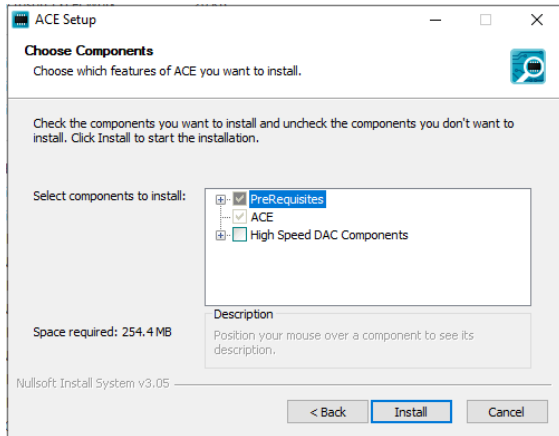 ACE Setup
Choose Components
Choose which features of ACE you want to install.
Check the components you want to install and uncheck the components you don't want to
install. Click Install to start the installation.
Select components to install:
PreRequisites
ACE
High Speed DAC Components
Space required: 254.4 MB
Description
Position your mouse over a component to see its
description.
Nullsoft Install System v3.05
< Back
Install
Cancel